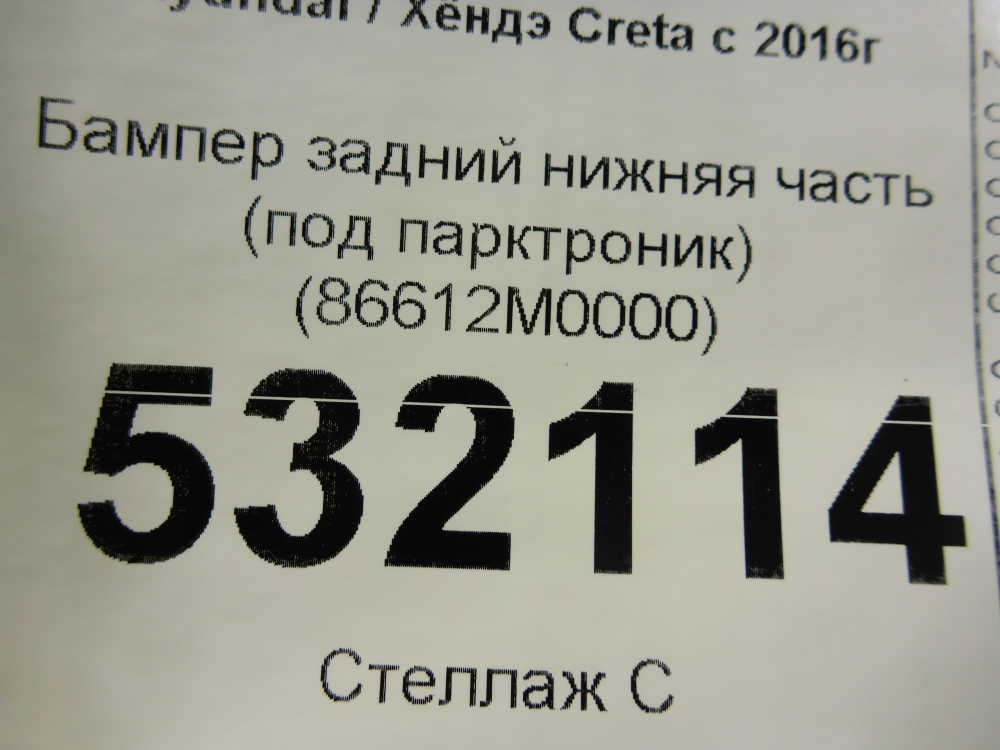 / Хёндэ Creta с 2016г
Бампер задний нижняя часть
(под парктроник)
(86612M0000)
532114
Стеллаж С